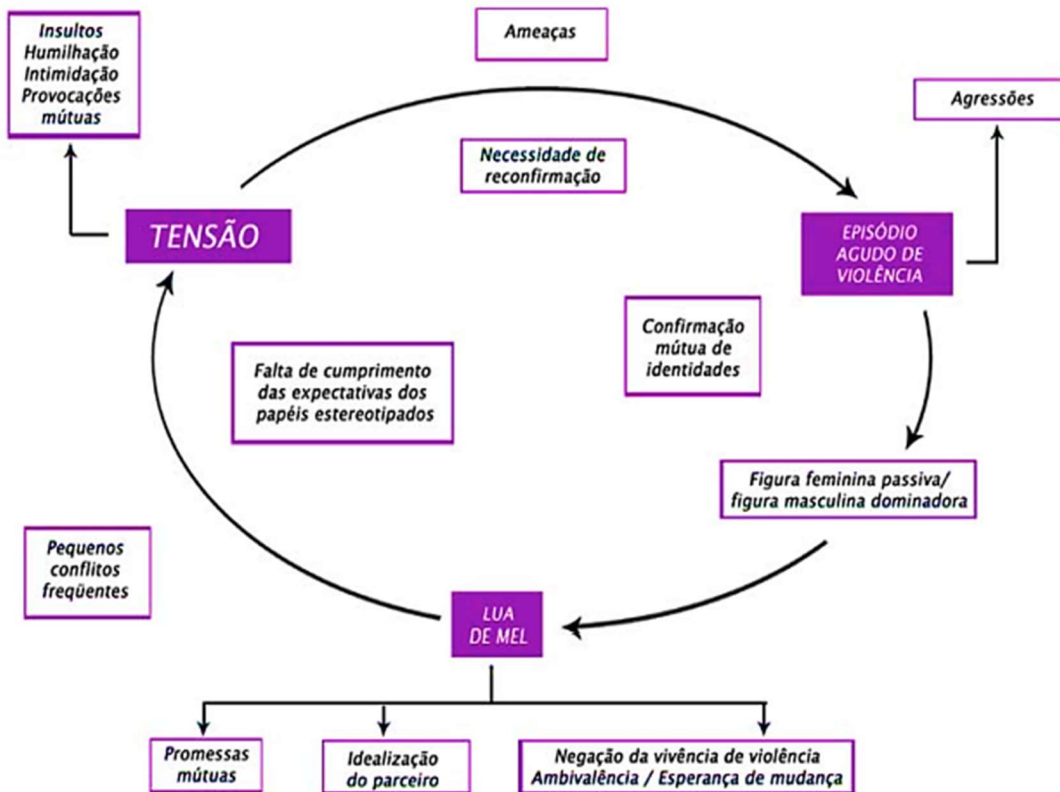 Insultos
Humilhação
Intimidação
Provocações
mútuas
Ameaças
Agressões
Necessidade de
reconfirmação
TENSÃO
EPISÓDIO
AGUDO DE
VIOLÊNCIA
Confirmação
mútua de
identidades
Falta de cumprimento
das expectativas dos
papéis estereotipados
Figura feminina passiva/
figura masculina dominadora
Pequenos
conflitos
freqüentes
LUA
DE MEL
Promessas
mútuas
Idealização
do parceiro
Negação da vivência de violência
Ambivalência / Esperança de mudança